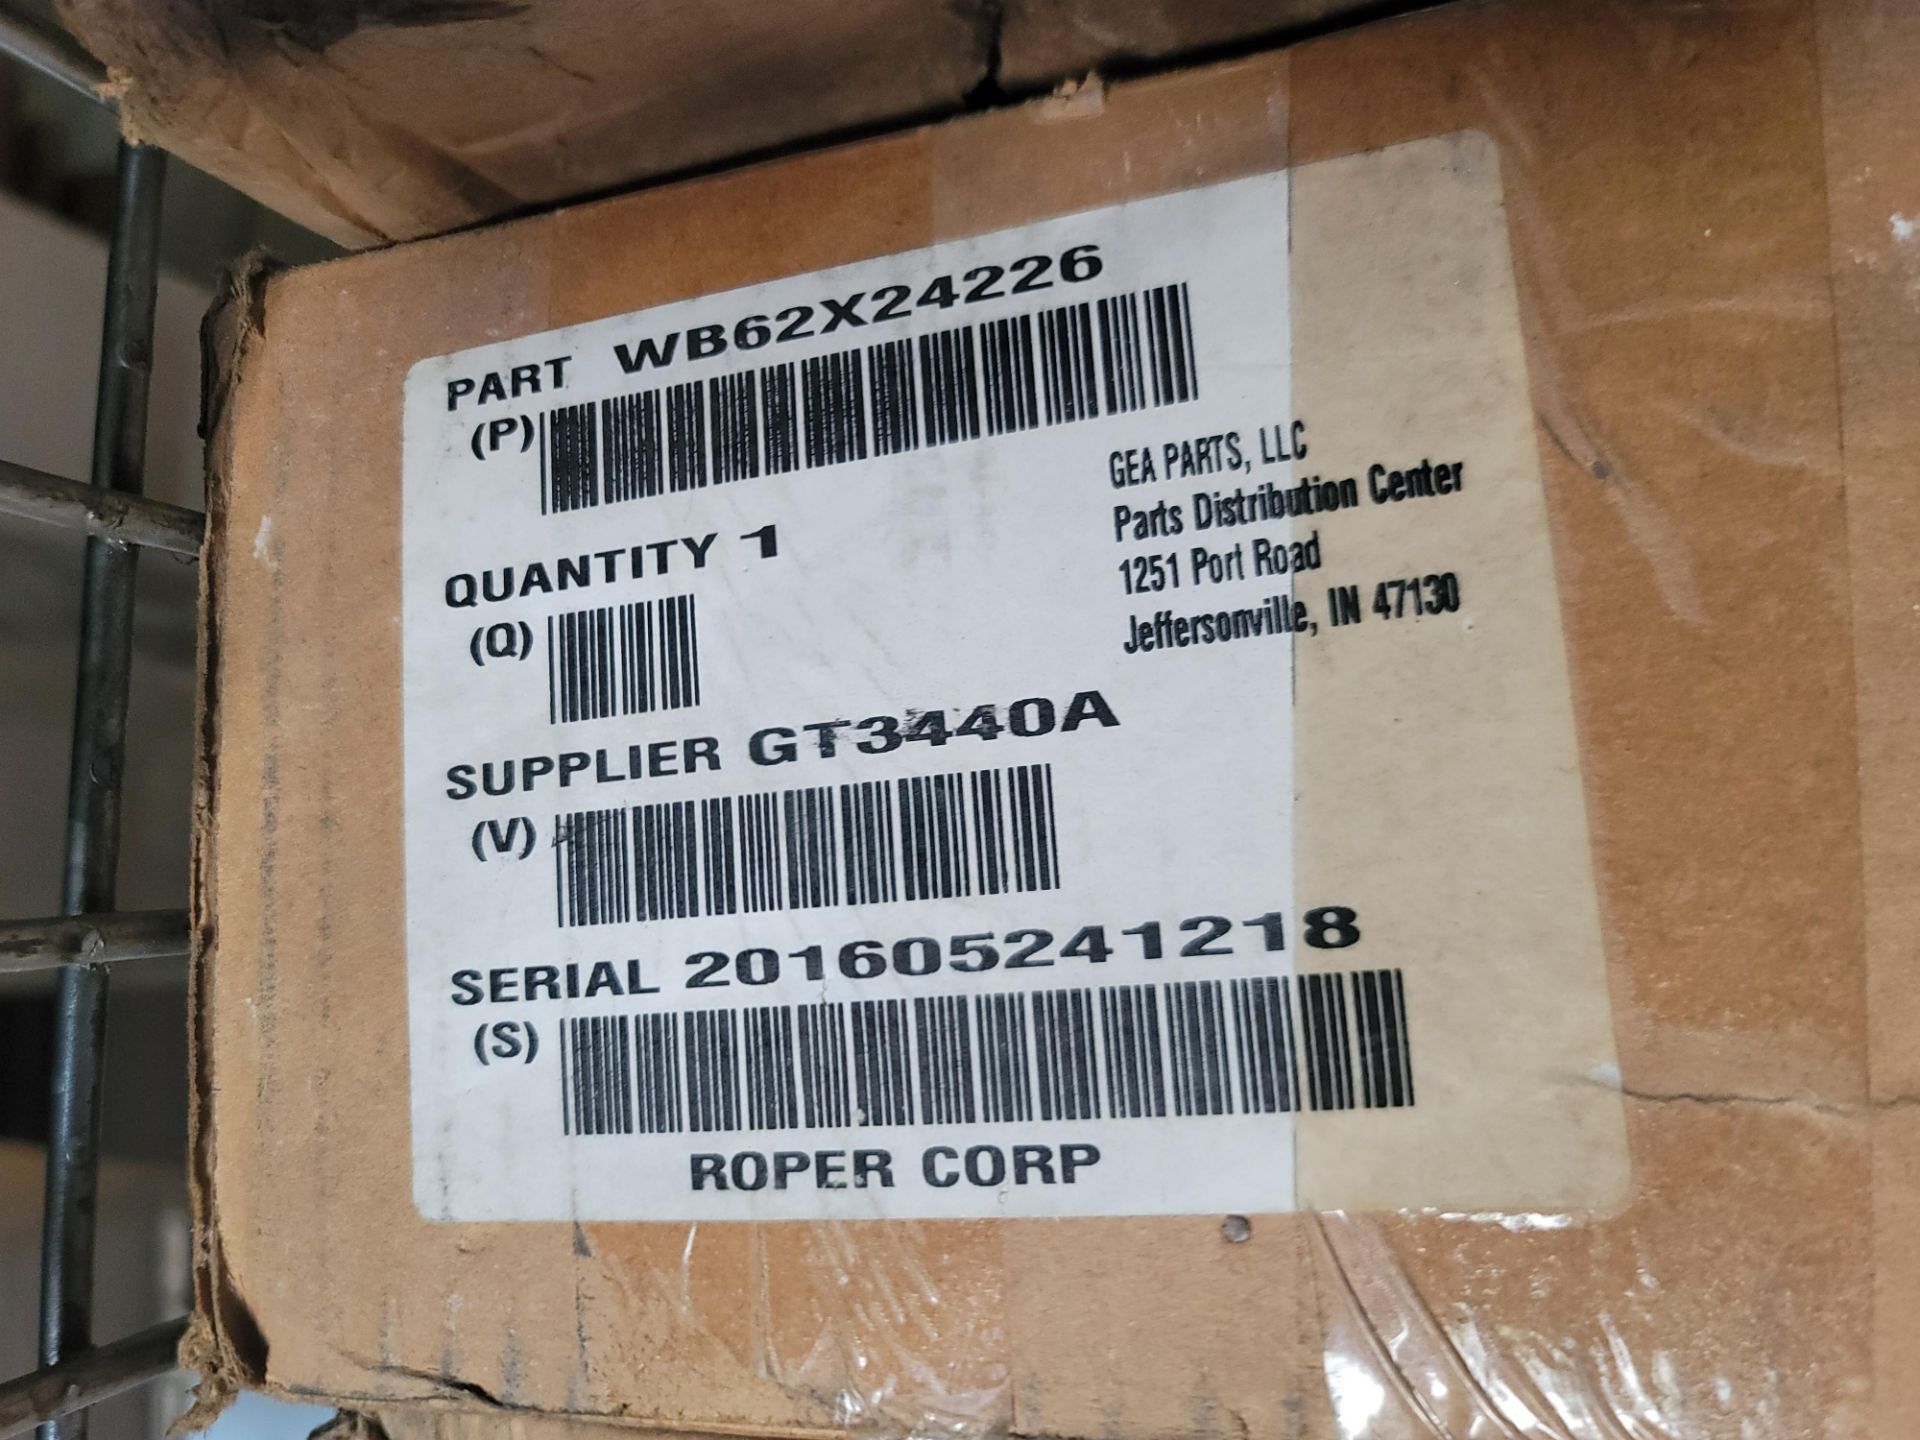 PART WB62X24226
(P)
GEA PARTS, LLC
Parts Distribution Center
1251 Port Road
Jeffersonville, IN 47130
QUANTITY 1
(Q)
SUPPLIER GT3440A
(V)
SERIAL 201605241218
(S)
ROPER CORP